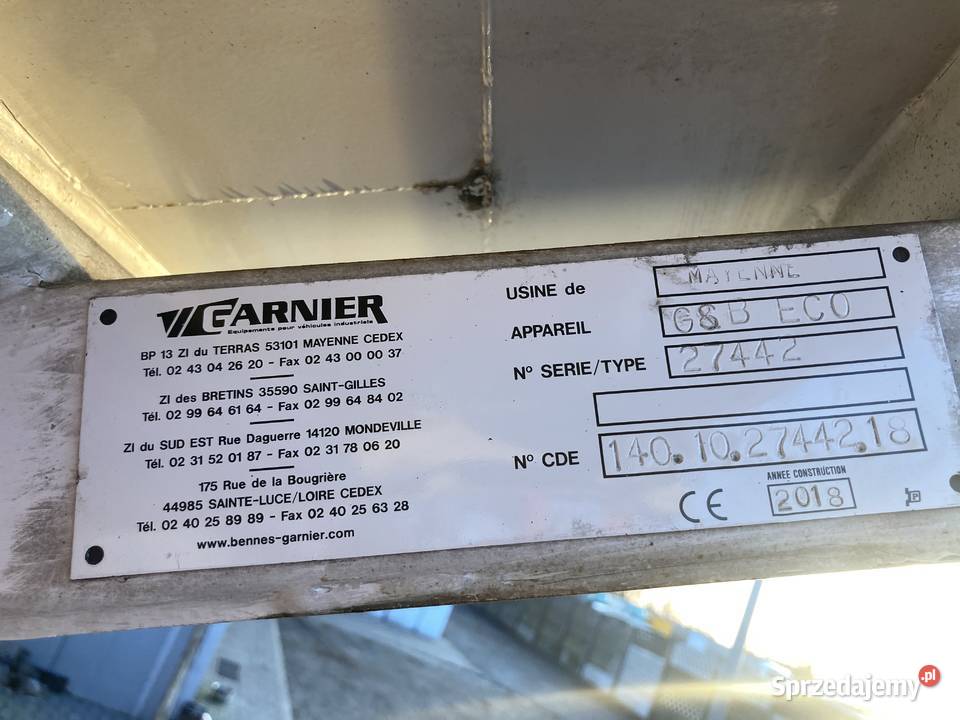 GARNIER
Equipements pour véhicules industriels
BP 13 ZI du TERRAS 53101 MAYENNE CEDEX
Tél. 02 43 04 26 20 - Fax 02 43 00 00 37
ZI des BRETINS 35590 SAINT-GILLES
Tél. 02 99 64 61 64 - Fax 02 99 64 84 02
ZI du SUD EST Rue Daguerre 14120 MONDEVILLE
Tél. 02 31 52 01 87 - Fax 02 31 78 06 20
175 Rue de la Bougrière
44985 SAINTE-LUCE/LOIRE CEDEX
Tél. 02 40 25 89 89 - Fax 02 40 25 63 28
www.bennes-garnier.com
USINE de MAYENNE
APPAREIL G&B ECO
N° SERIE/TYPE 27442
N° CDE 140.10.27442.18
ANNEE CONSTRUCTION
CE 2018
Sprzedajemy.pl